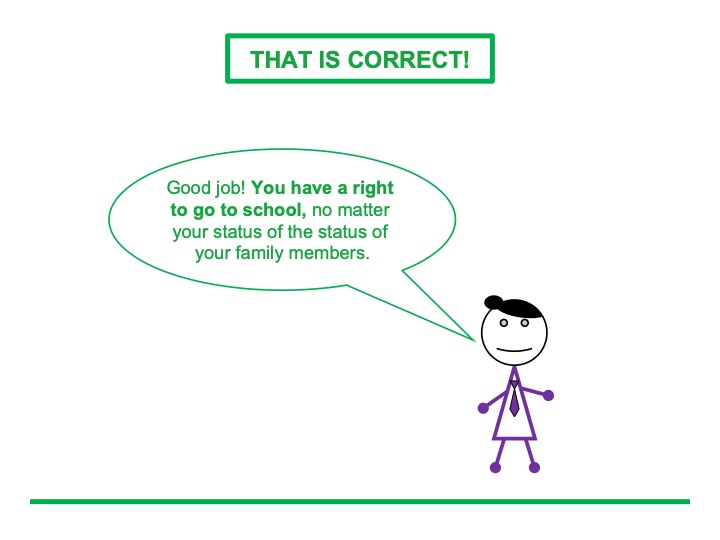 THAT IS CORRECT!
Good job! You have a right
to go to school, no matter
your status of the status of
your family members.